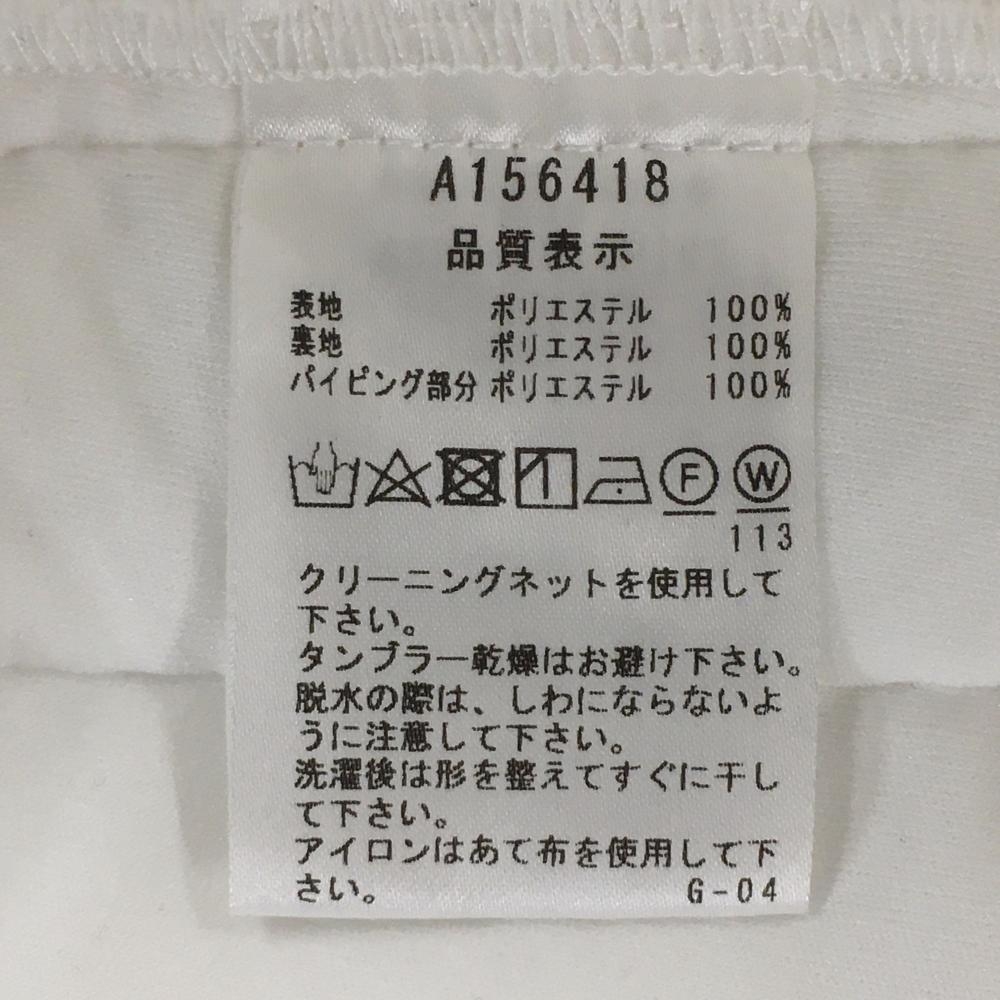 A156418
品質表示
表地 ポリエステル 100%
裏地 ポリエステル 100%
パイピング部分 ポリエステル 100%
F W
113
クリーニングネットを使用して
下さい。
タンブラー乾燥はお避け下さい。
脱水の際は、しわにならないよ
うに注意して下さい。
洗濯後は形を整えてすぐに干し
て下さい。
アイロンはあて布を使用して下
さい。 G-04